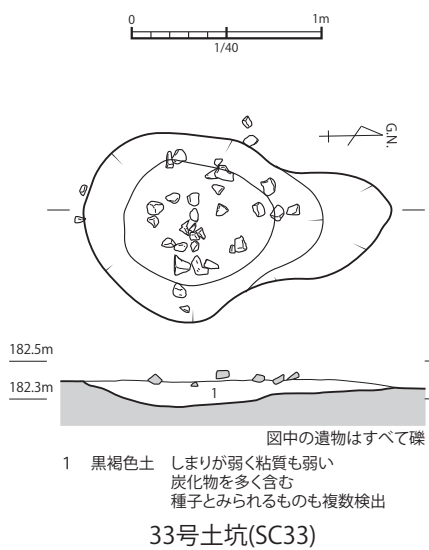 0 1m
1/40
G.N.
182.5m
182.3m
1
図中の遺物はすべて礫
1 黒褐色土 しまりが弱く粘質も弱い
炭化物を多く含む
種子とみられるものも複数検出
33号土坑(SC33)